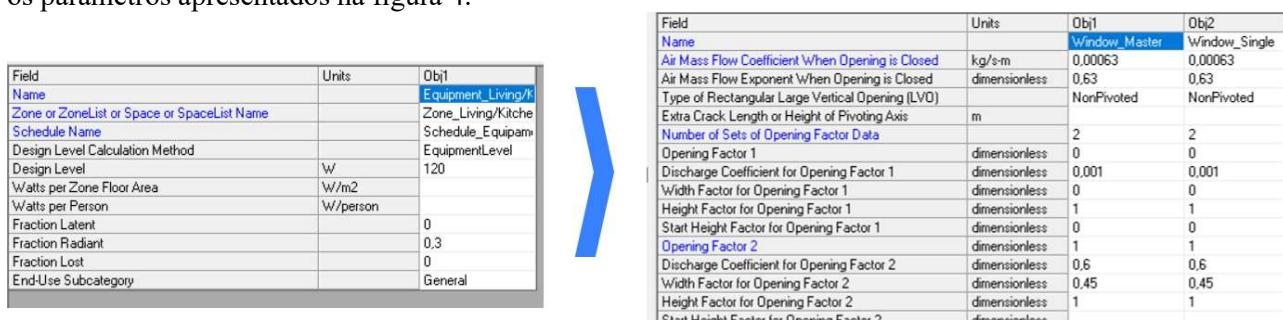 os parâmetros apresentados na figura 4.
Field Units Obj1
Name Equipment_Living/K
Zone or ZoneList or Space or SpaceList Name Zone_Living/Kitche
Schedule Name Schedule_Equipam
Design Level Calculation Method EquipmentLevel
Design Level W 120
Watts per Zone Floor Area W/m2
Watts per Person W/person
Fraction Latent 0
Fraction Radiant 0,3
Fraction Lost 0
End-Use Subcategory General
Field Units Obj1 Obj2
Name Window_Master Window_Single
Air Mass Flow Coefficient When Opening is Closed kg/s-m 0,00063 0,00063
Air Mass Flow Exponent When Opening is Closed dimensionless 0,63 0,63
Type of Rectangular Large Vertical Opening (LVO) NonPivoted NonPivoted
Extra Crack Length or Height of Pivoting Axis m
Number of Sets of Opening Factor Data 2 2
Opening Factor 1 dimensionless 0 0
Discharge Coefficient for Opening Factor 1 dimensionless 0,001 0,001
Width Factor for Opening Factor 1 dimensionless 0 0
Height Factor for Opening Factor 1 dimensionless 1 1
Start Height Factor for Opening Factor 1 dimensionless 0 0
Opening Factor 2 dimensionless 1 1
Discharge Coefficient for Opening Factor 2 dimensionless 0,6 0,6
Width Factor for Opening Factor 2 dimensionless 0,45 0,45
Height Factor for Opening Factor 2 dimensionless 1 1
Start Height Factor for Opening Factor 2 dimensionless